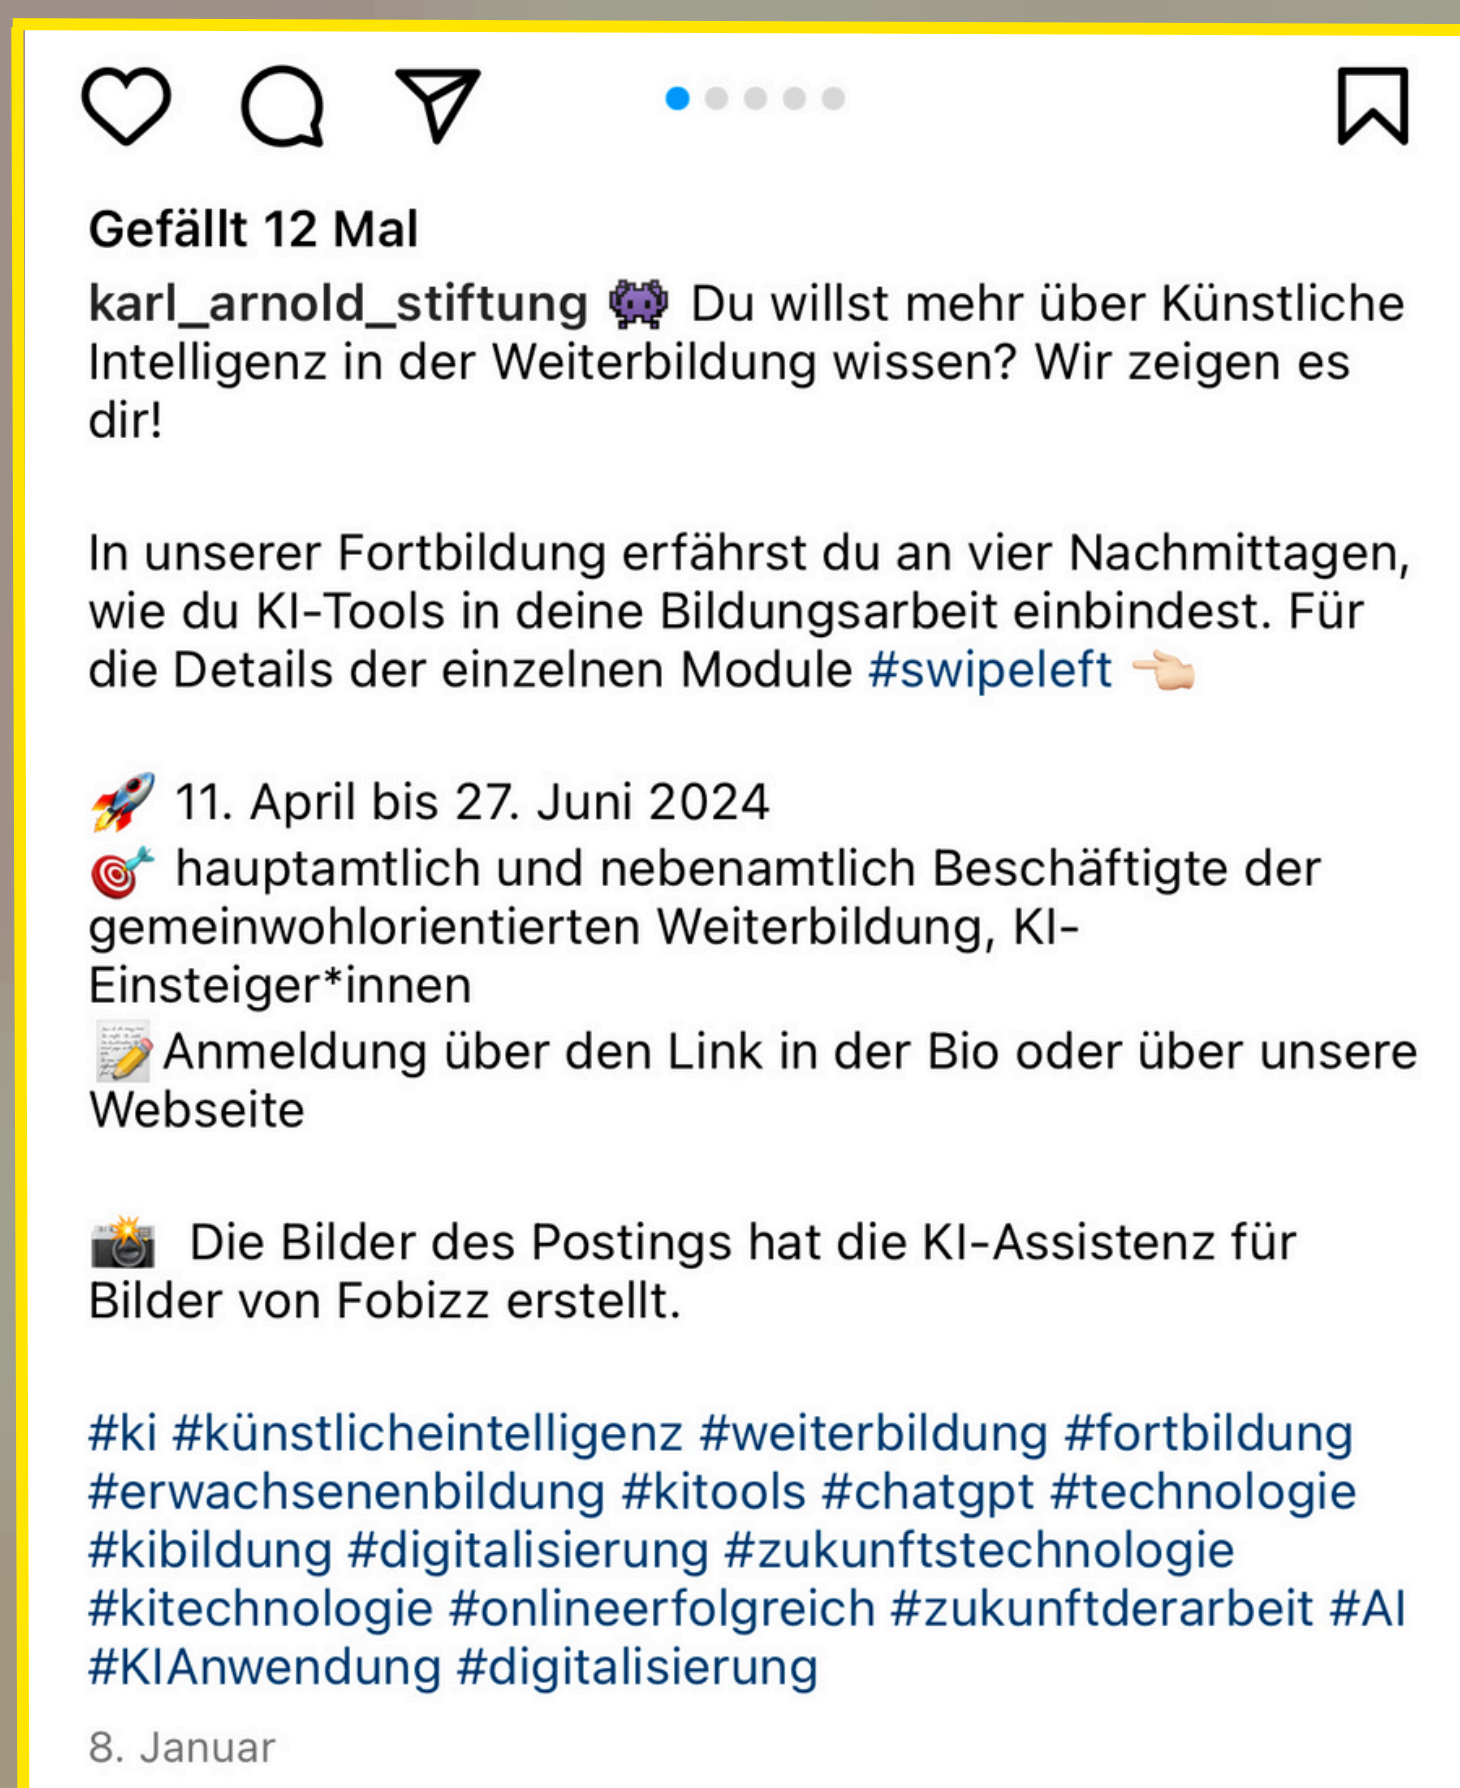 Gefällt 12 Mal
karl_arnold_stiftung 👾 Du willst mehr über Künstliche
Intelligenz in der Weiterbildung wissen? Wir zeigen es
dir!
In unserer Fortbildung erfährst du an vier Nachmittagen,
wie du KI-Tools in deine Bildungsarbeit einbindest. Für
die Details der einzelnen Module #swipeleft 👈🏻
🚀 11. April bis 27. Juni 2024
🎯 hauptamtlich und nebenamtlich Beschäftigte der
gemeinwohlorientierten Weiterbildung, KI-
Einsteiger*innen
📝Anmeldung über den Link in der Bio oder über unsere
Webseite
📸 Die Bilder des Postings hat die KI-Assistenz für
Bilder von Fobizz erstellt.
#ki #künstlicheintelligenz #weiterbildung #fortbildung
#erwachsenenbildung #kitools #chatgpt #technologie
#kibildung #digitalisierung #zukunftstechnologie
#kitechnologie #onlineerfolgreich #zukunftderarbeit #AI
#KIAnwendung #digitalisierung
8. Januar